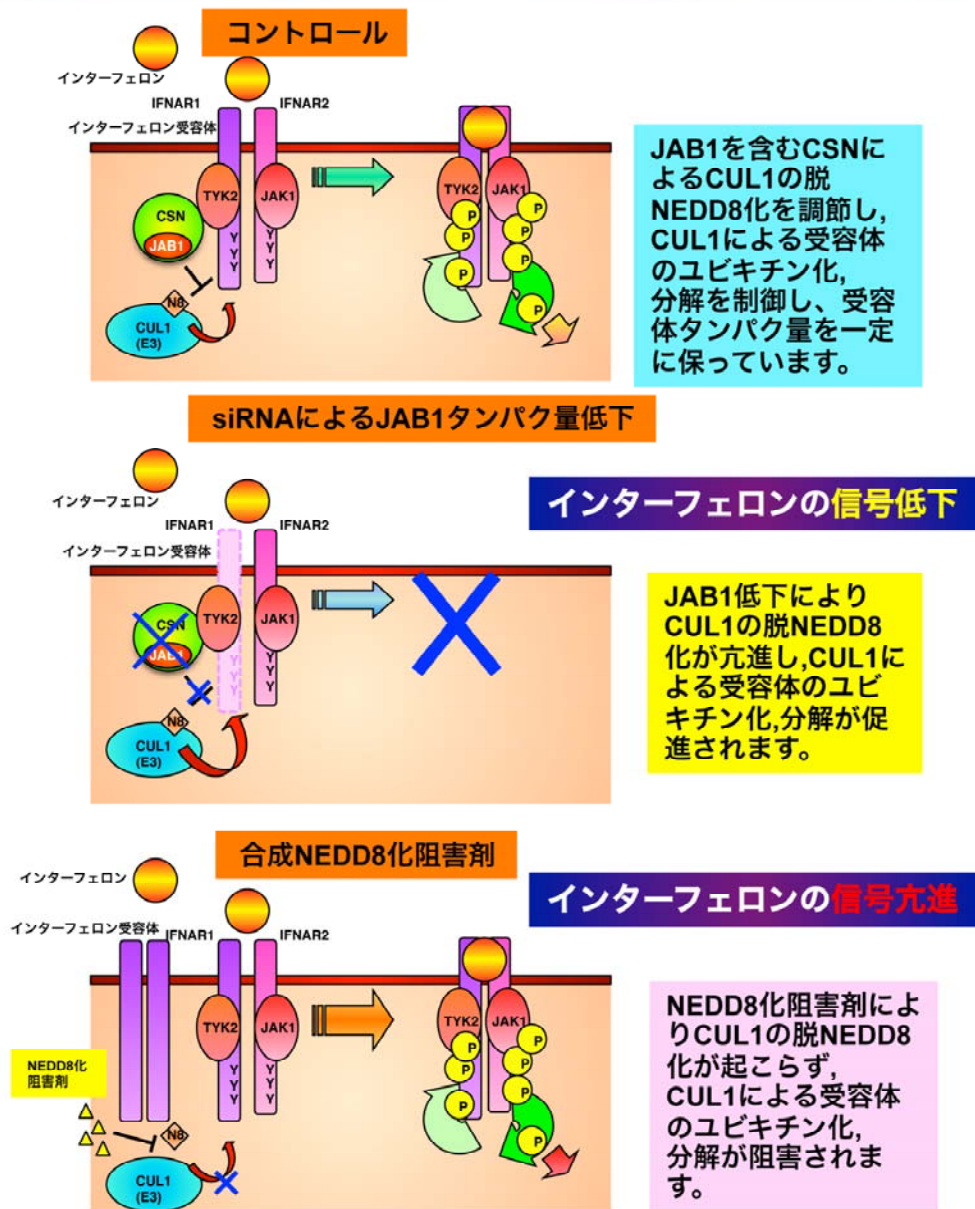 コントロール
インターフェロン
IFNAR1
IFNAR2
インターフェロン受容体
TYK2
JAK1
CSN
JAB1
Y
Y
Y
Y
Y
Y
N8
CUL1
(E3)
TYK2
JAK1
P
P
P
P
P
P
P
P
JAB1を含むCSNに
よるCUL1の脱
NEDD8化を調節し,
CUL1による受容体
のユビキチン化,
分解を制御し、受容
体タンパク量を一定
に保っています。
siRNAによるJAB1タンパク量低下
インターフェロン
IFNAR1
IFNAR2
インターフェロン受容体
TYK2
JAK1
CSN
JAB1
Y
Y
Y
Y
Y
Y
N8
CUL1
(E3)
インターフェロンの信号低下
JAB1低下により
CUL1の脱NEDD8
化が亢進し,CUL1に
よる受容体のユビ
キチン化,分解が促
進されます。
合成NEDD8化阻害剤
インターフェロン
インターフェロン受容体
IFNAR1
IFNAR2
TYK2
JAK1
Y
Y
Y
Y
Y
Y
NEDD8化
阻害剤
N8
CUL1
(E3)
TYK2
JAK1
P
P
P
P
P
P
P
P
インターフェロンの信号亢進
NEDD8化阻害剤によ
りCUL1の脱NEDD8
化が起こらず,
CUL1による受容体
のユビキチン化,
分解が阻害されま
す。